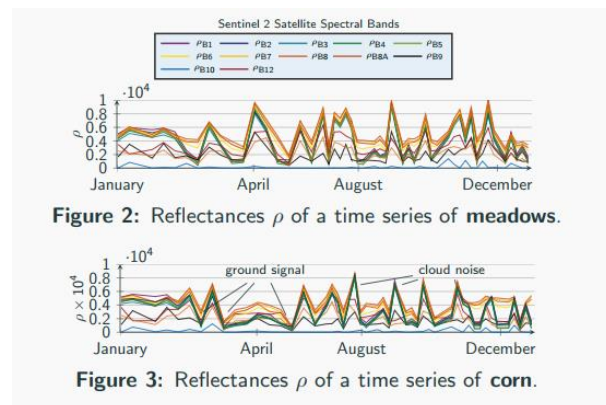 Sentinel 2 Satellite Spectral Bands
ρB1 ρB2 ρB3 ρB4 ρB5
ρB6 ρB7 ρB8 ρB8A ρB9
ρB10 ρB12
·10⁴
1
0.8
0.6
0.4
0.2
0
ρ
January April August December
Figure 2: Reflectances ρ of a time series of meadows.
·10⁴
1
0.8
0.6
0.4
0.2
0
ρ × 10⁴
ground signal cloud noise
January April August December
Figure 3: Reflectances ρ of a time series of corn.